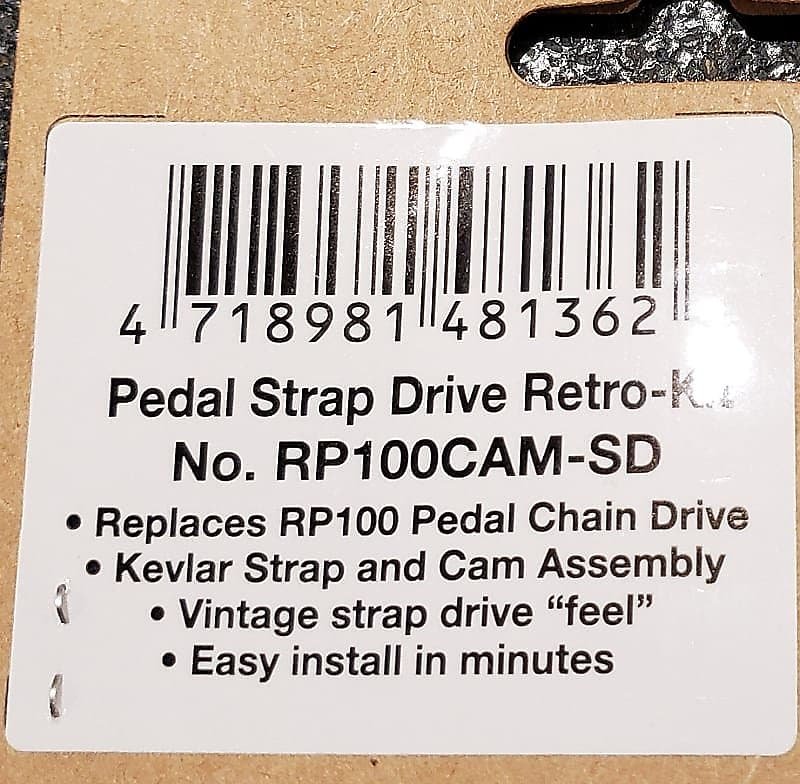 4 718981 481362
Pedal Strap Drive Retro-Kit
No. RP100CAM-SD
• Replaces RP100 Pedal Chain Drive
• Kevlar Strap and Cam Assembly
• Vintage strap drive “feel”
• Easy install in minutes